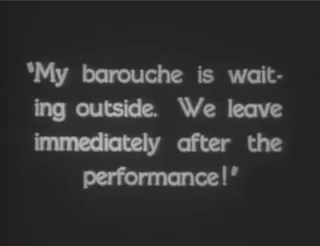 "My barouche is wait-
ing outside. We leave
immediately after the
performance!"